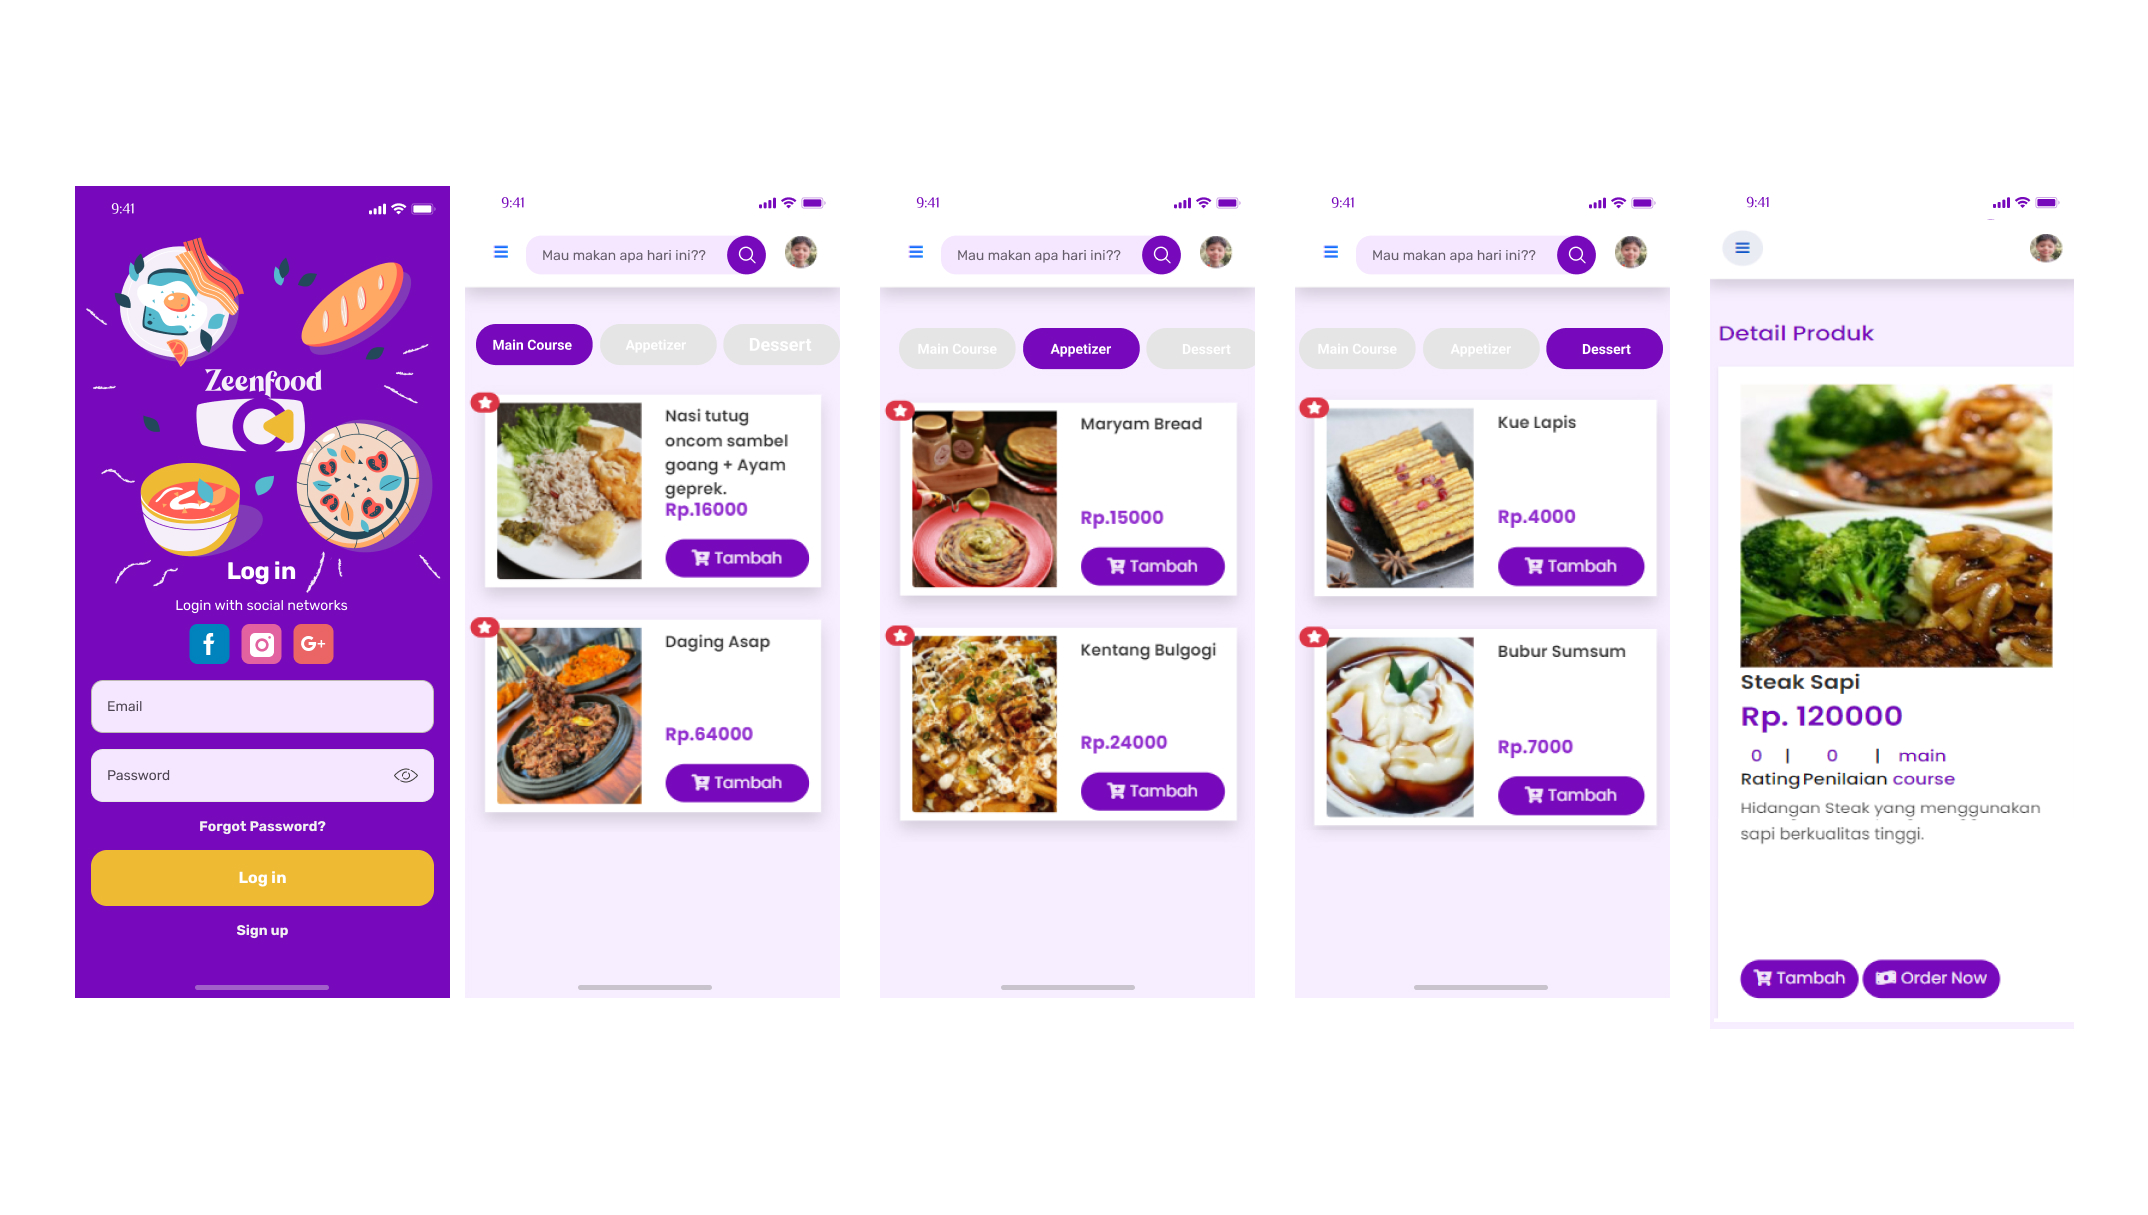 9:41
Zeenfood
Log in
Login with social networks
f
G+
Email
Password
Forgot Password?
Log in
Sign up
9:41
Mau makan apa hari ini??
Main Course
Appetizer
Dessert
Nasi tutug
oncom sambel
goang + Ayam
geprek.
Rp.16000
Tambah
Daging Asap
Rp.64000
Tambah
9:41
Mau makan apa hari ini??
Main Course
Appetizer
Dessert
Maryam Bread
Rp.15000
Tambah
Kentang Bulgogi
Rp.24000
Tambah
9:41
Mau makan apa hari ini??
Main Course
Appetizer
Dessert
Kue Lapis
Rp.4000
Tambah
Bubur Sumsum
Rp.7000
Tambah
9:41
Detail Produk
Steak Sapi
Rp. 120000
0 | 0 | main
Rating Penilaian course
Hidangan Steak yang menggunakan
sapi berkualitas tinggi.
Tambah
Order Now